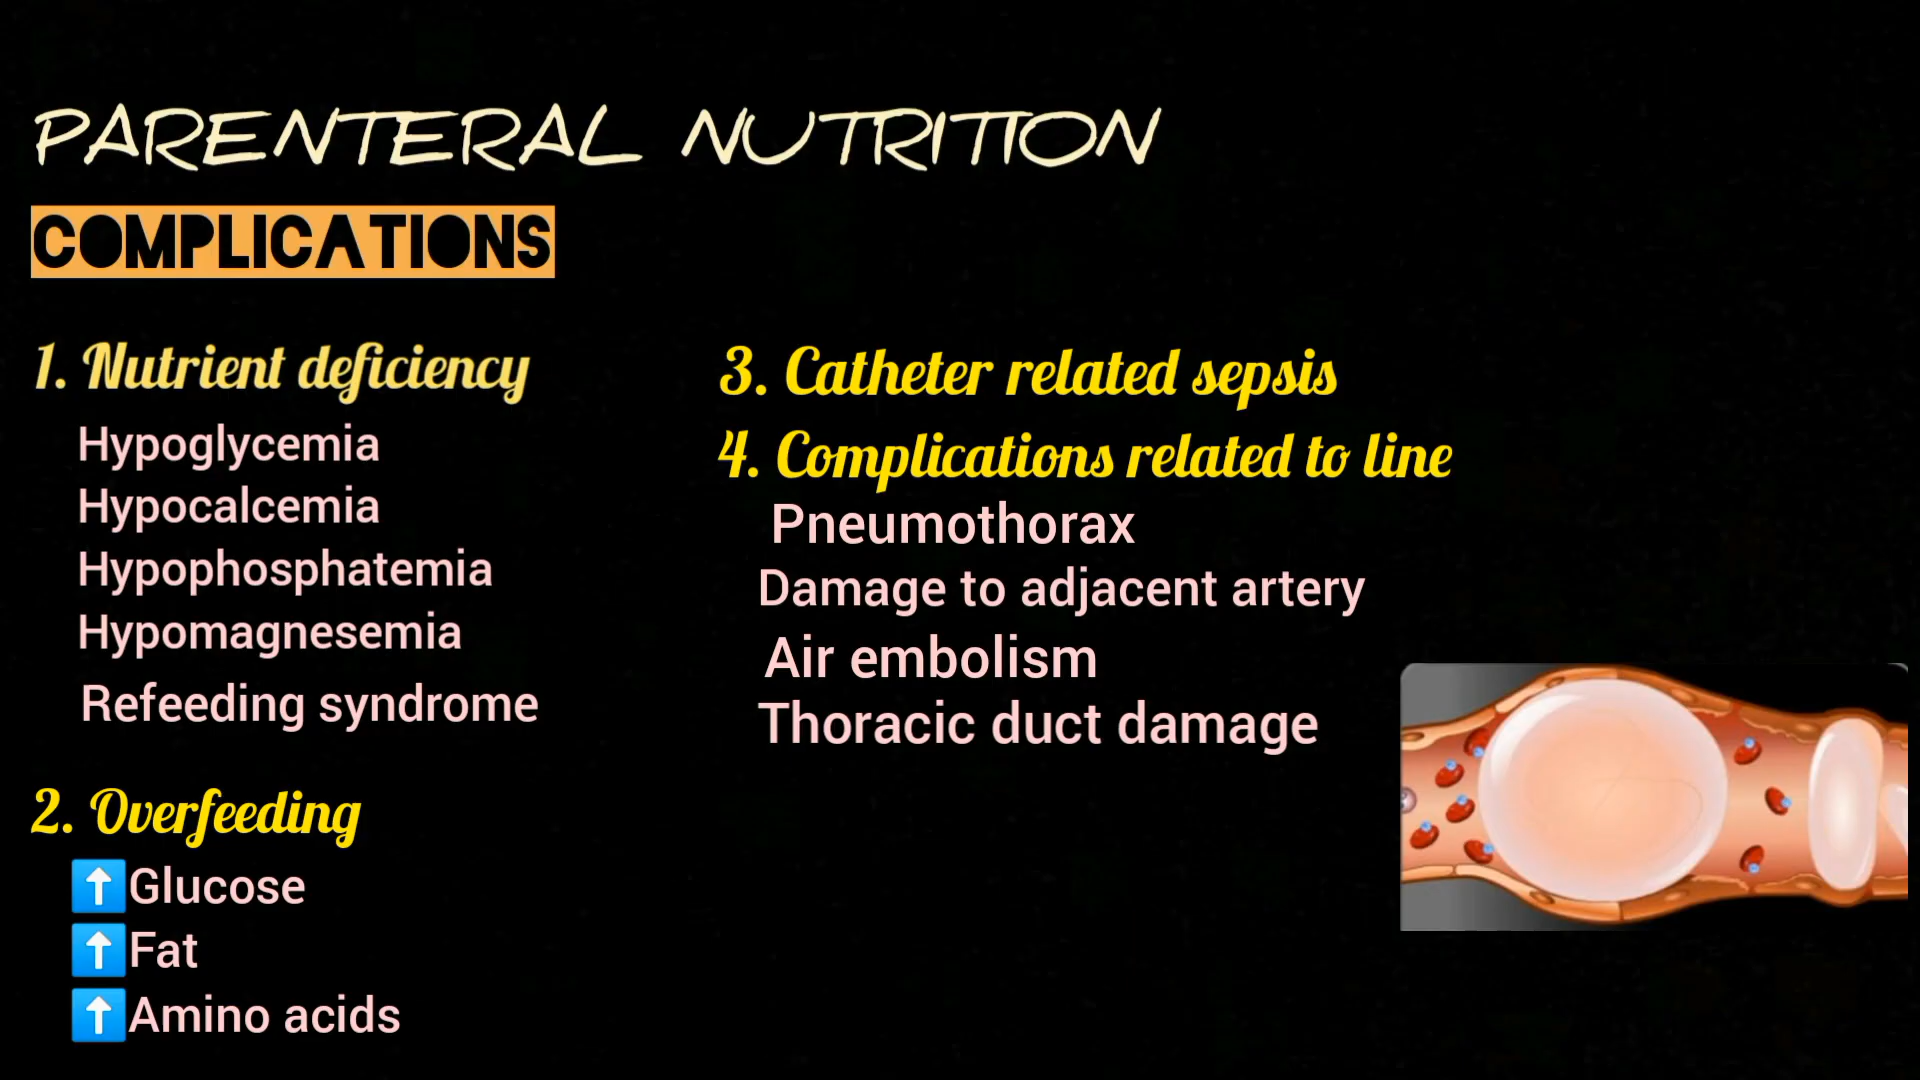 PARENTERAL NUTRITION
COMPLICATIONS
1. Nutrient deficiency
Hypoglycemia
Hypocalcemia
Hypophosphatemia
Hypomagnesemia
Refeeding syndrome
2. Overfeeding
⬆Glucose
⬆Fat
⬆Amino acids
3. Catheter related sepsis
4. Complications related to line
Pneumothorax
Damage to adjacent artery
Air embolism
Thoracic duct damage